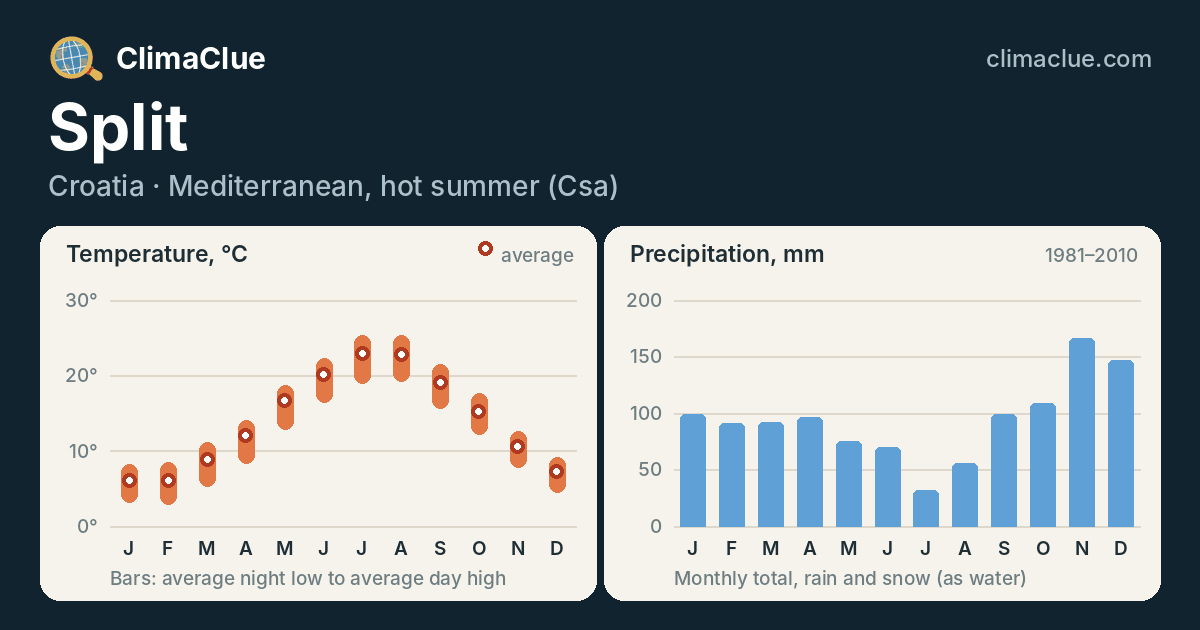 ClimaClue
climaclue.com
Split
Croatia · Mediterranean, hot summer (Csa)
Temperature, °C
average
30°
20°
10°
0°
J F M A M J J A S O N D
Bars: average night low to average day high
Precipitation, mm
1981–2010
200
150
100
50
0
J F M A M J J A S O N D
Monthly total, rain and snow (as water)